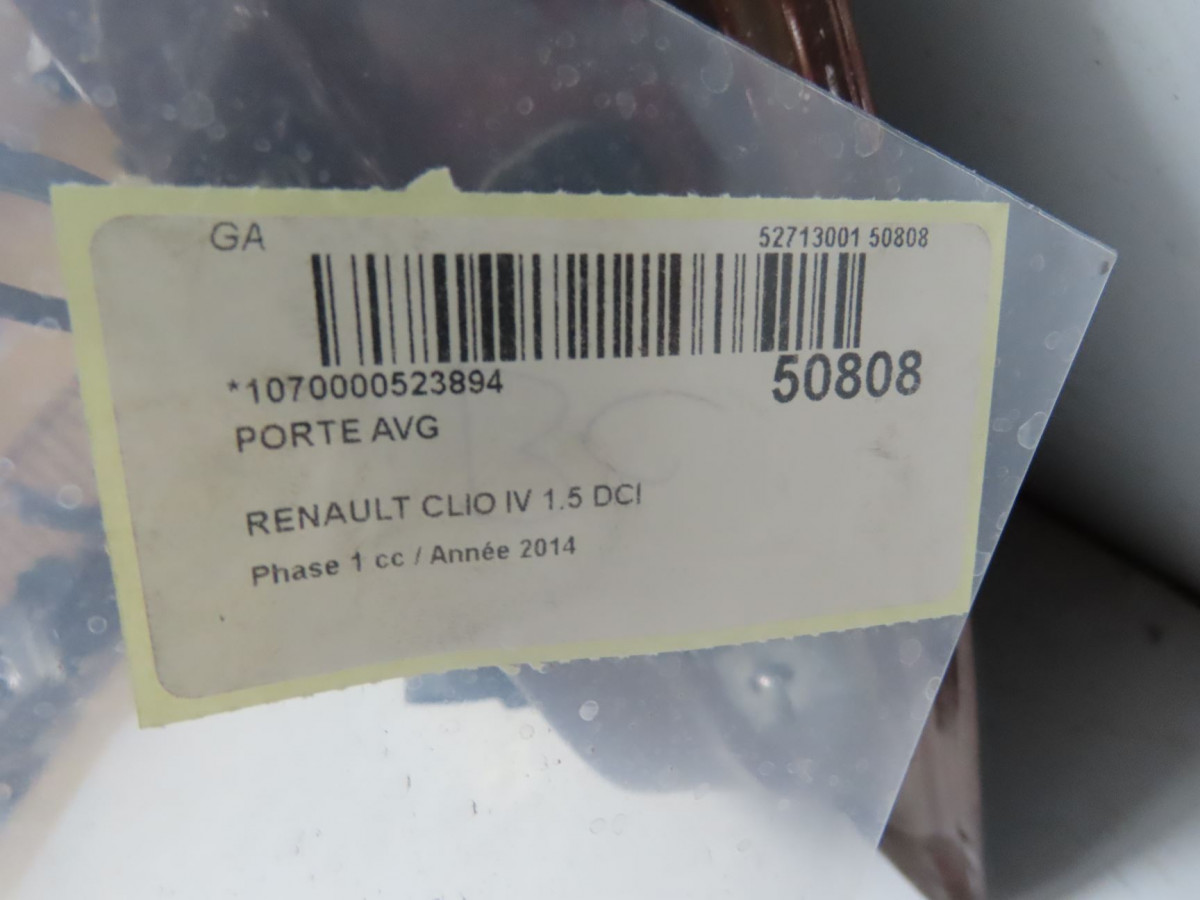 GA
52713001 50808
*1070000523894
50808
PORTE AVG
RENAULT CLIO IV 1.5 DCI
Phase 1 cc / Année 2014